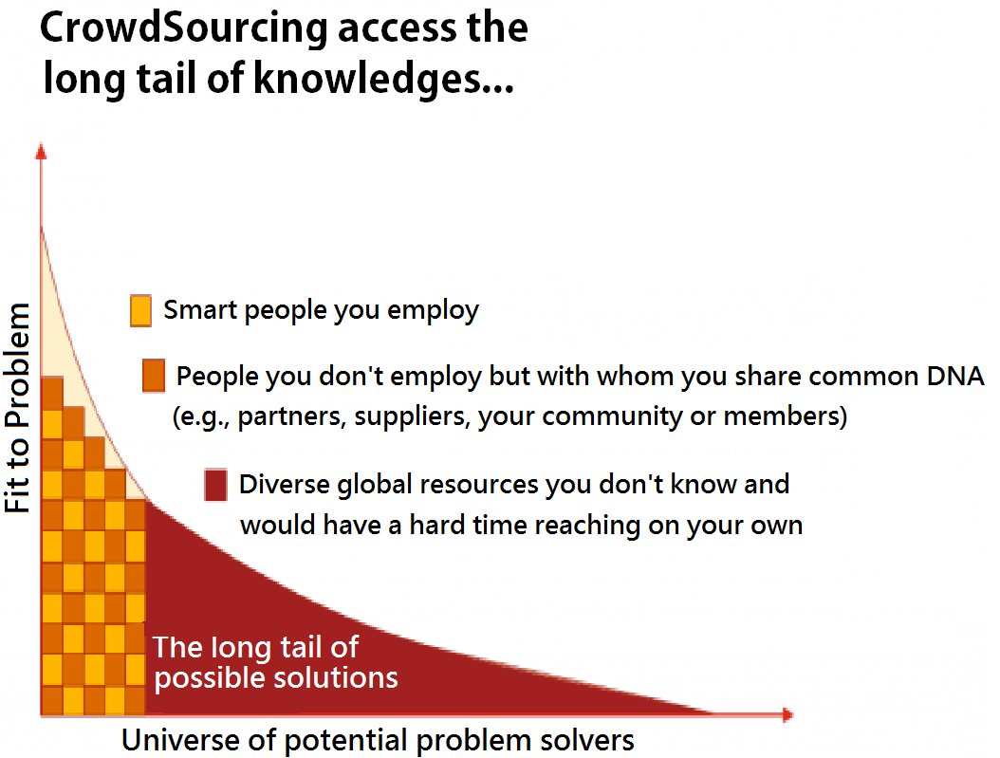 CrowdSourcing access the
long tail of knowledges...
Fit to Problem
Smart people you employ
People you don't employ but with whom you share common DNA
(e.g., partners, suppliers, your community or members)
Diverse global resources you don't know and
would have a hard time reaching on your own
The long tail of
possible solutions
Universe of potential problem solvers